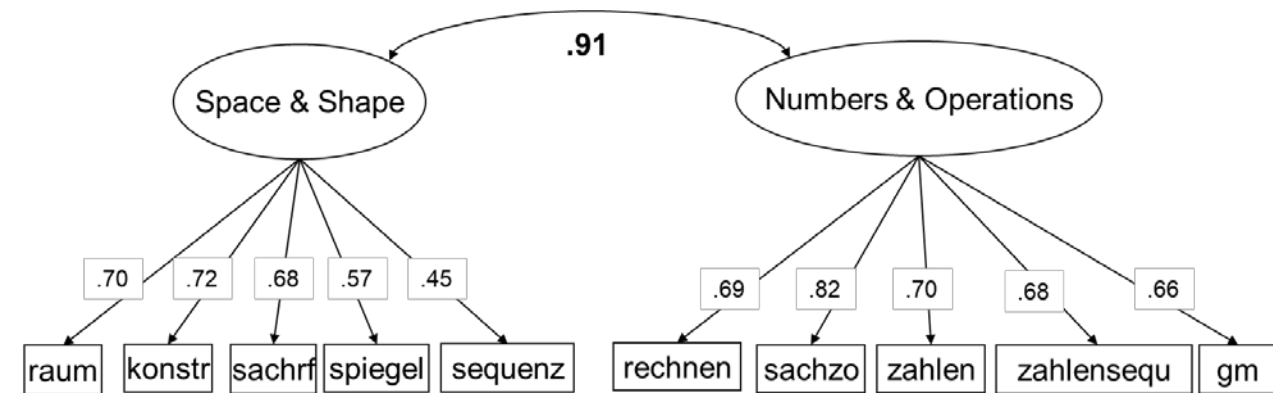 .91
Space & Shape
Numbers & Operations
.70 .72 .68 .57 .45
.69 .82 .70 .68 .66
raum konstr sachrf spiegel sequenz
rechnen sachzo zahlen zahlensequ gm